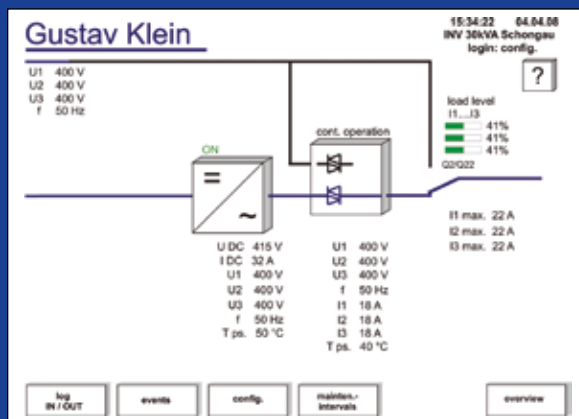 Gustav Klein
15:34:22 04.04.08
INV 30kVA Schongau
login: config.
?
U1 400 V
U2 400 V
U3 400 V
f 50 Hz
load level
I1....I3
41%
41%
41%
Q2/Q22
cont. operation
ON
=
~
I1 max. 22 A
I2 max. 22 A
I3 max. 22 A
U DC 415 V
I DC 32 A
U1 400 V
U2 400 V
U3 400 V
f 50 Hz
T ps. 50 °C
U1 400 V
U2 400 V
U3 400 V
f 50 Hz
I1 18 A
I2 18 A
I3 18 A
T ps. 40 °C
log
IN / OUT
events
config.
mainten.-
intervals
overview